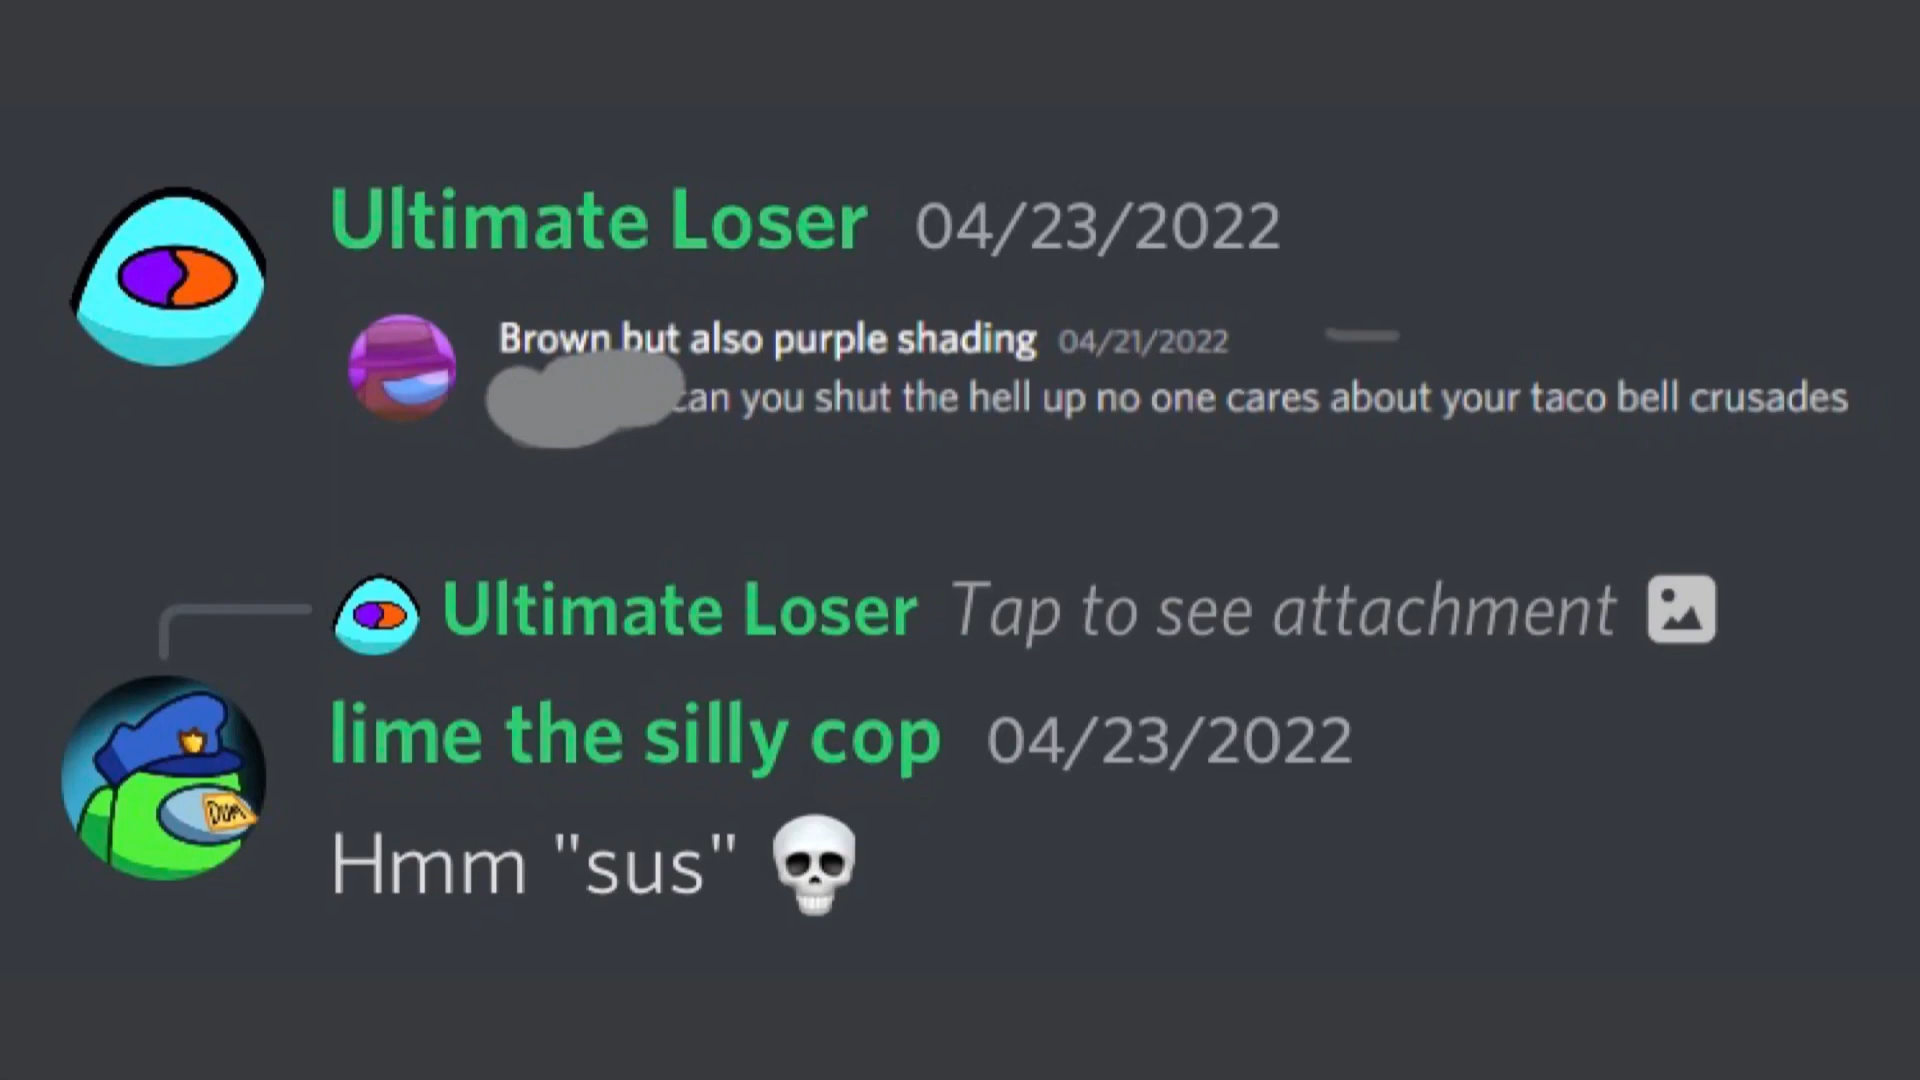 Ultimate Loser 04/23/2022
Brown but also purple shading 04/21/2022
can you shut the hell up no one cares about your taco bell crusades
Ultimate Loser Tap to see attachment
lime the silly cop 04/23/2022
DUM
Hmm "sus" 💀